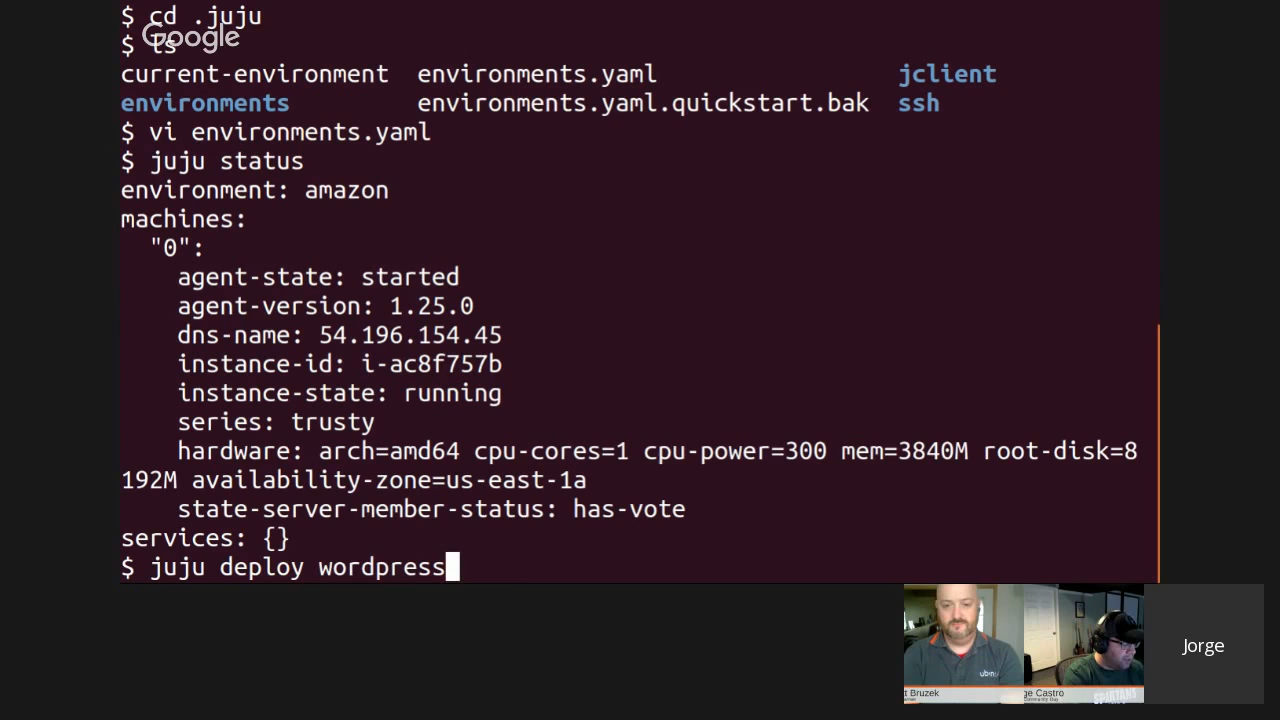 $ cd .juju
Google
$ ls
current-environment environments.yaml jclient
environments environments.yaml.quickstart.bak ssh
$ vi environments.yaml
$ juju status
environment: amazon
machines:
"0":
agent-state: started
agent-version: 1.25.0
dns-name: 54.196.154.45
instance-id: i-ac8f757b
instance-state: running
series: trusty
hardware: arch=amd64 cpu-cores=1 cpu-power=300 mem=3840M root-disk=8
192M availability-zone=us-east-1a
state-server-member-status: has-vote
services: {}
$ juju deploy wordpress
Jorge
t Bruzek
ge Castro
SPARTANS